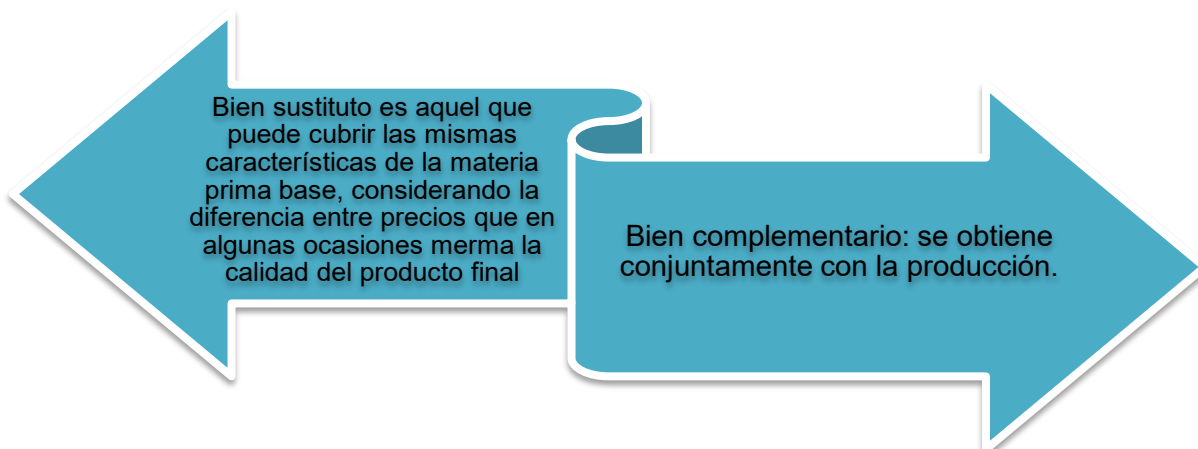 Bien sustituto es aquel que
puede cubrir las mismas
características de la materia
prima base, considerando la
diferencia entre precios que en
algunas ocasiones merma la
calidad del producto final
Bien complementario: se obtiene
conjuntamente con la producción.